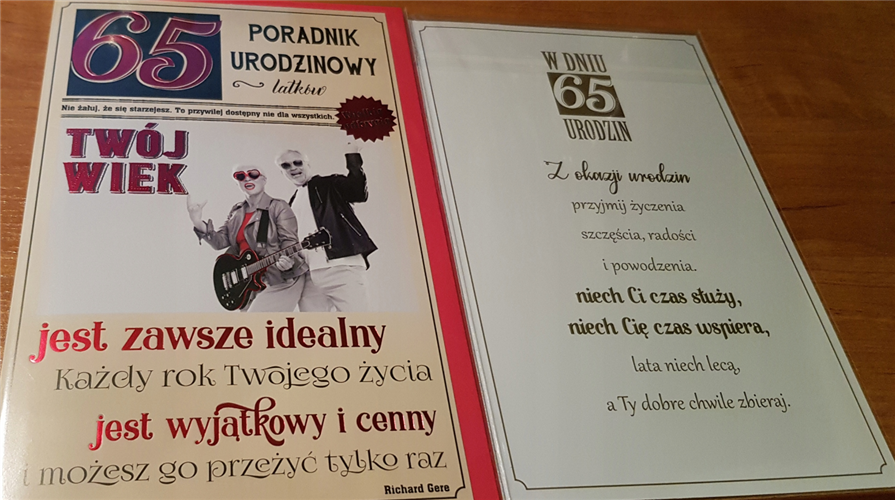 65
PORADNIK
URODZINOWY
latków
Nie żałuj, że się starzejesz. To przywilej dostępny nie dla wszystkich.
TWÓJ
WIEK
jest zawsze idealny
Każdy rok Twojego życia
jest wyjątkowy i cenny
i możesz go przeżyć tylko raz
Richard Gere
W DNIU
65
URODZIN
Z okazji urodzin
przyjmij życzenia
szczęścia, radości
i powodzenia.
niech Ci czas służy,
niech Cię czas wspiera,
lata niech lecą,
a Ty dobre chwile zbieraj.